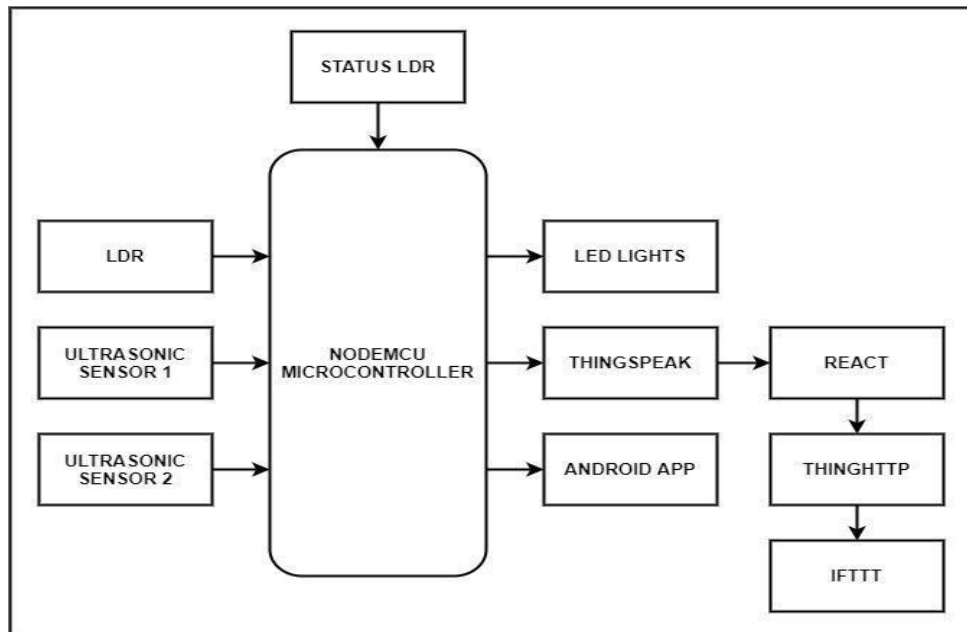 STATUS LDR
LDR
ULTRASONIC
SENSOR 1
ULTRASONIC
SENSOR 2
NODEMCU
MICROCONTROLLER
LED LIGHTS
THINGSPEAK
ANDROID APP
REACT
THINGHTTP
IFTTT